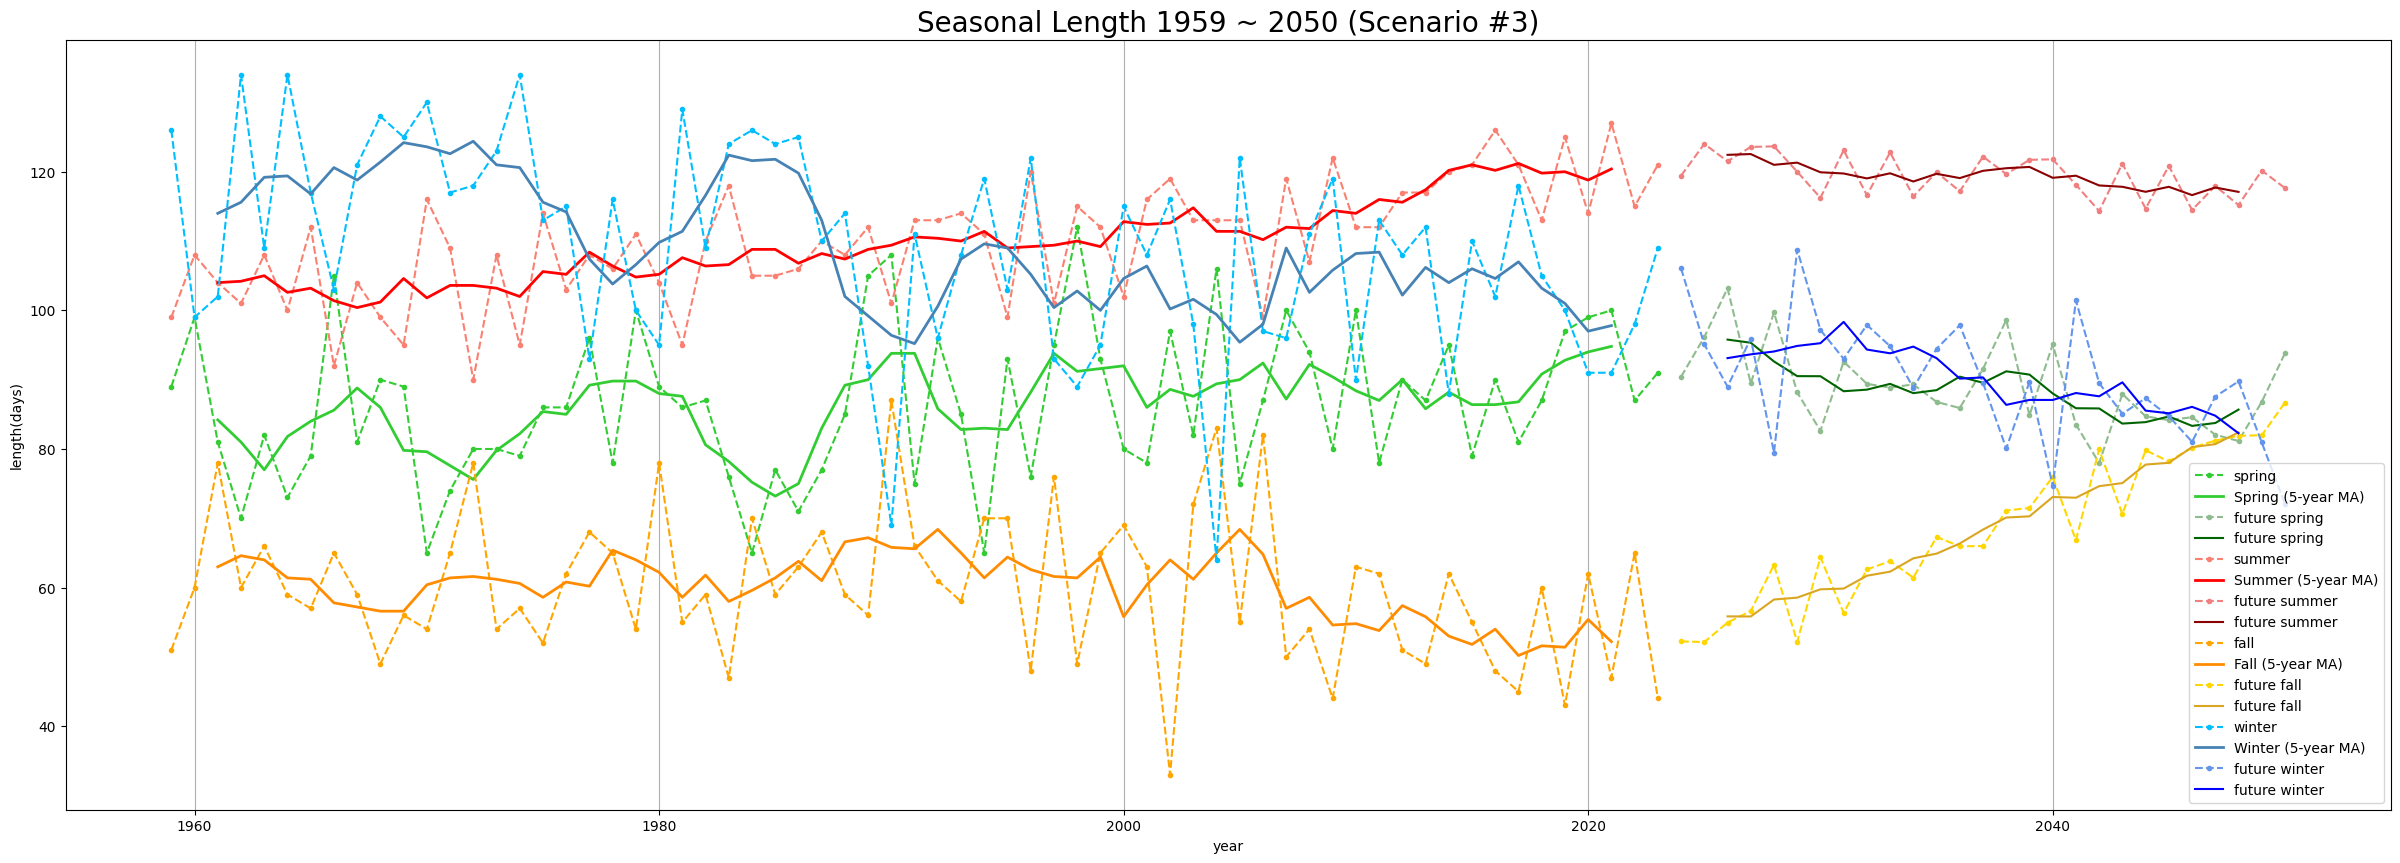 Seasonal Length 1959 ~ 2050 (Scenario #3)
length(days)
120
100
80
60
40
1960
1980
2000
2020
2040
year
spring
Spring (5-year MA)
future spring
future spring
summer
Summer (5-year MA)
future summer
future summer
fall
Fall (5-year MA)
future fall
future fall
winter
Winter (5-year MA)
future winter
future winter